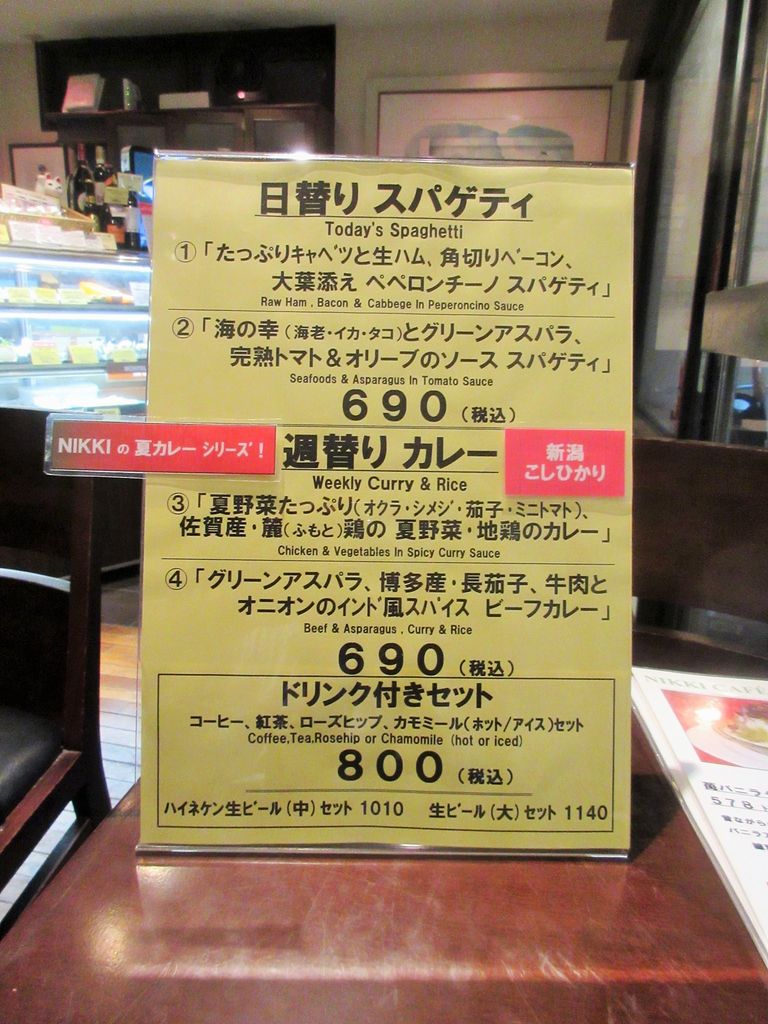 日替り スパゲティ
Today's Spaghetti
①「たっぷりキャベツと生ハム、角切りベーコン、
大葉添え ペペロンチーノ スパゲティ」
Raw Ham , Bacon & Cabbege In Peperoncino Sauce
②「海の幸（海老・イカ・タコ）とグリーンアスパラ、
完熟トマト＆オリーブのソース スパゲティ」
Seafoods & Asparagus In Tomato Sauce
690（税込）
NIKKI の 夏カレー シリーズ！
週替り カレー
新潟
こしひかり
Weekly Curry & Rice
③「夏野菜たっぷり（オクラ・シメジ・茄子・ミニトマト）、
佐賀産・麓（ふもと）鶏の 夏野菜・地鶏のカレー」
Chicken & Vegetables In Spicy Curry Sauce
④「グリーンアスパラ、博多産・長茄子、牛肉と
オニオンのインド風スパイス ビーフカレー」
Beef & Asparagus , Curry & Rice
690（税込）
ドリンク付きセット
コーヒー、紅茶、ローズヒップ、カモミール（ホット/アイス）セット
Coffee,Tea,Rosehip or Chamomile (hot or iced)
800（税込）
ハイネケン生ビール（中）セット 1010 生ビール（大）セット 1140
NIKKI CAFE
苺バニラ
578
バニラ